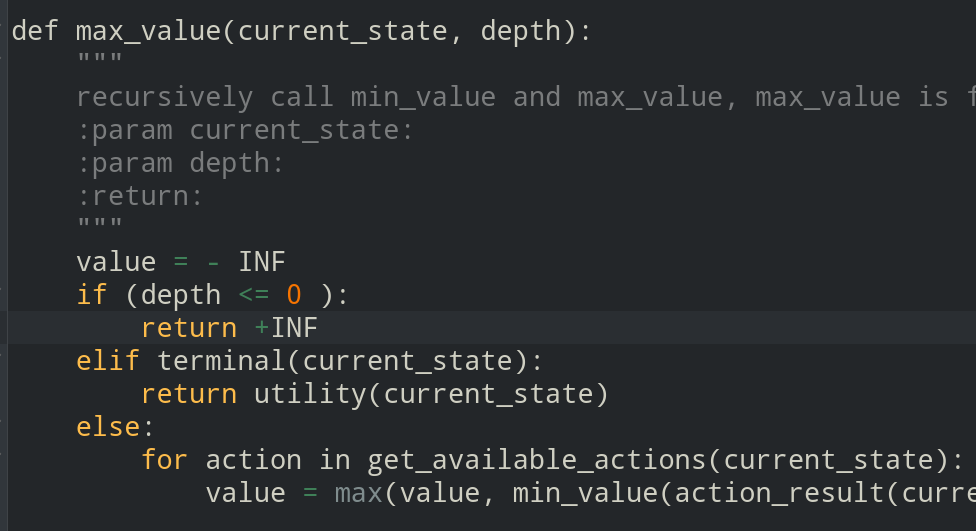 def max_value(current_state, depth):
    """
    recursively call min_value and max_value, max_value is
    :param current_state:
    :param depth:
    :return:
    """
    value = - INF
    if (depth <= 0 ):
        return +INF
    elif terminal(current_state):
        return utility(current_state)
    else:
        for action in get_available_actions(current_state):
            value = max(value, min_value(action_result(curre